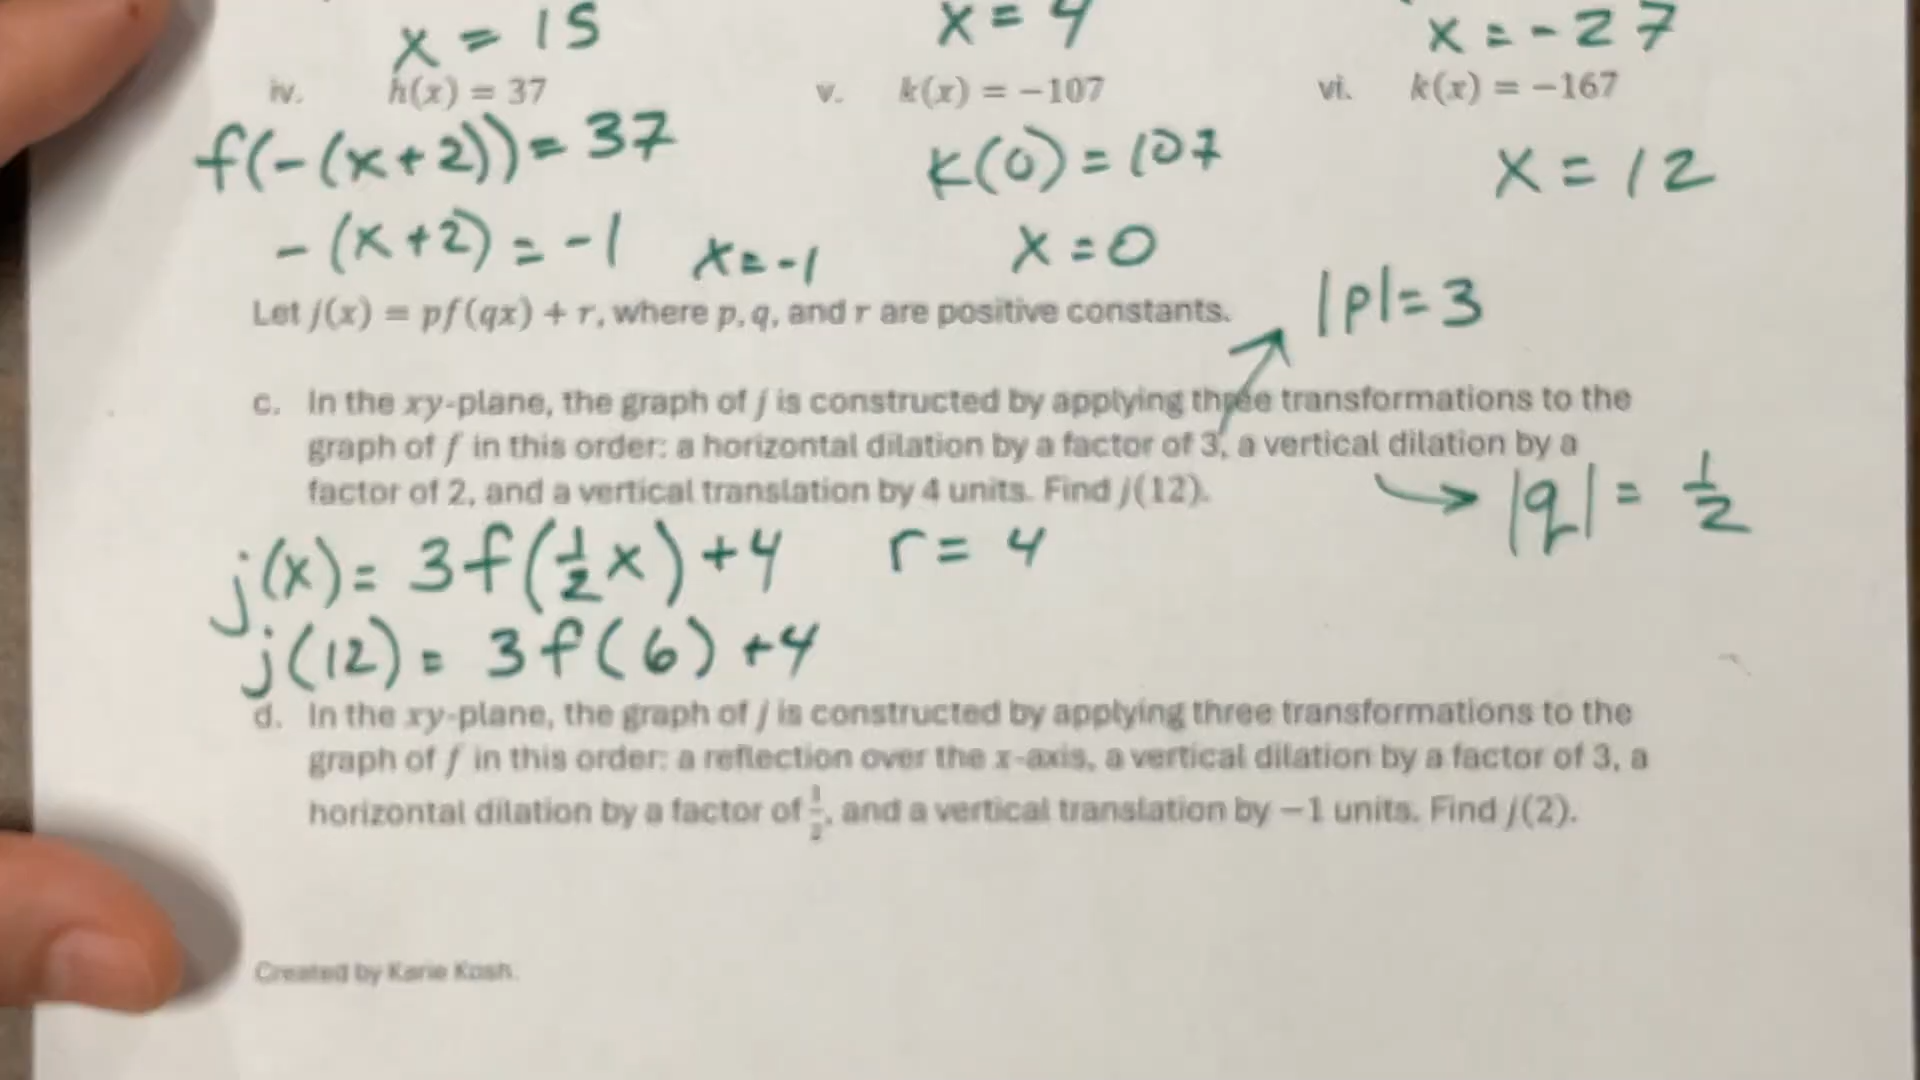 x = 15
x = 4
x = -27
iv. h(x) = 37
v. k(x) = −107
vi. k(x) = −167
f(-(x+2)) = 37
k(0) = 107
x = 12
-(x+2) = -1 x = -1
x = 0
Let j(x) = pf(qx) + r, where p, q, and r are positive constants.
|p| = 3
c. In the xy-plane, the graph of j is constructed by applying three transformations to the
graph of f in this order: a horizontal dilation by a factor of 3, a vertical dilation by a
factor of 2, and a vertical translation by 4 units. Find j(12).
|q| = 1/2
j(x) = 3f(1/2x) + 4 r = 4
j(12) = 3f(6) + 4
d. In the xy-plane, the graph of j is constructed by applying three transformations to the
graph of f in this order: a reflection over the x-axis, a vertical dilation by a factor of 3, a
horizontal dilation by a factor of 1/2, and a vertical translation by −1 units. Find j(2).
Created by Karie Kosh.